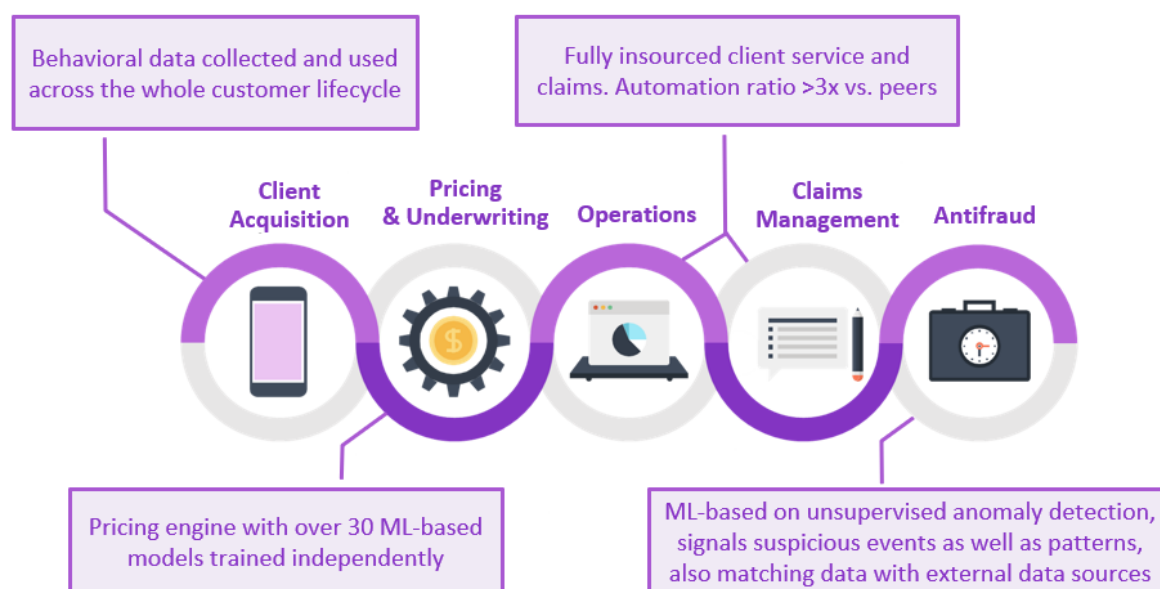 Behavioral data collected and used
across the whole customer lifecycle
Fully insourced client service and
claims. Automation ratio >3x vs. peers
Client
Acquisition
Pricing
& Underwriting
Operations
Claims
Management
Antifraud
$
Pricing engine with over 30 ML-based
models trained independently
ML-based on unsupervised anomaly detection,
signals suspicious events as well as patterns,
also matching data with external data sources